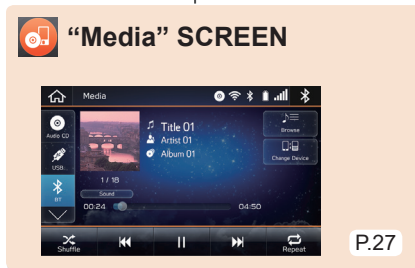 “Media” SCREEN
Media
Audio CD
USB
BT
Title 01
Artist 01
Album 01
1 / 18
Sound
00:24
04:50
Browse
Change Device
Shuffle
Repeat
P.27